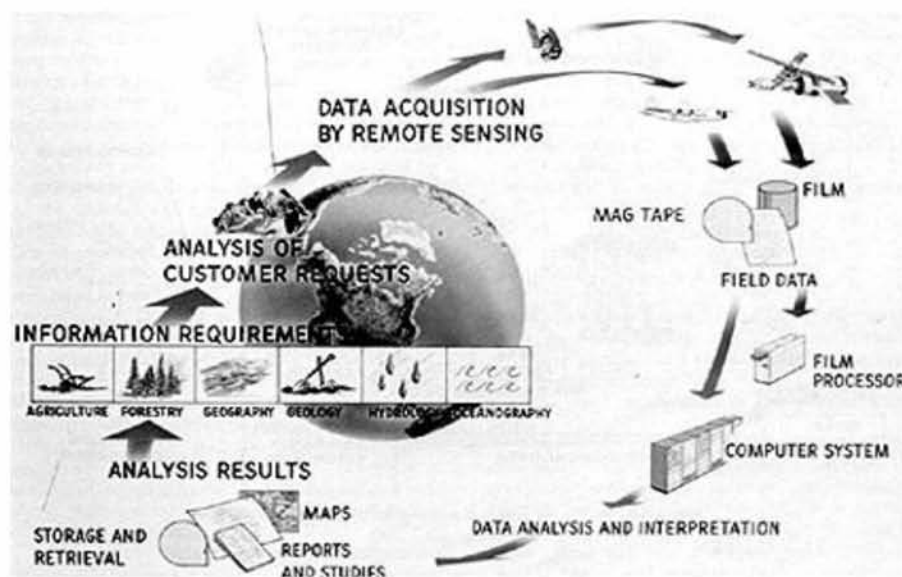 DATA ACQUISITION
BY REMOTE SENSING
FILM
MAG TAPE
FIELD DATA
ANALYSIS OF
CUSTOMER REQUESTS
INFORMATION REQUIREMENTS
AGRICULTURE
FORESTRY
GEOGRAPHY
GEOLOGY
HYDROLOGY
OCEANOGRAPHY
FILM
PROCESSOR
COMPUTER SYSTEM
ANALYSIS RESULTS
MAPS
STORAGE AND
RETRIEVAL
REPORTS
AND STUDIES
DATA ANALYSIS AND INTERPRETATION